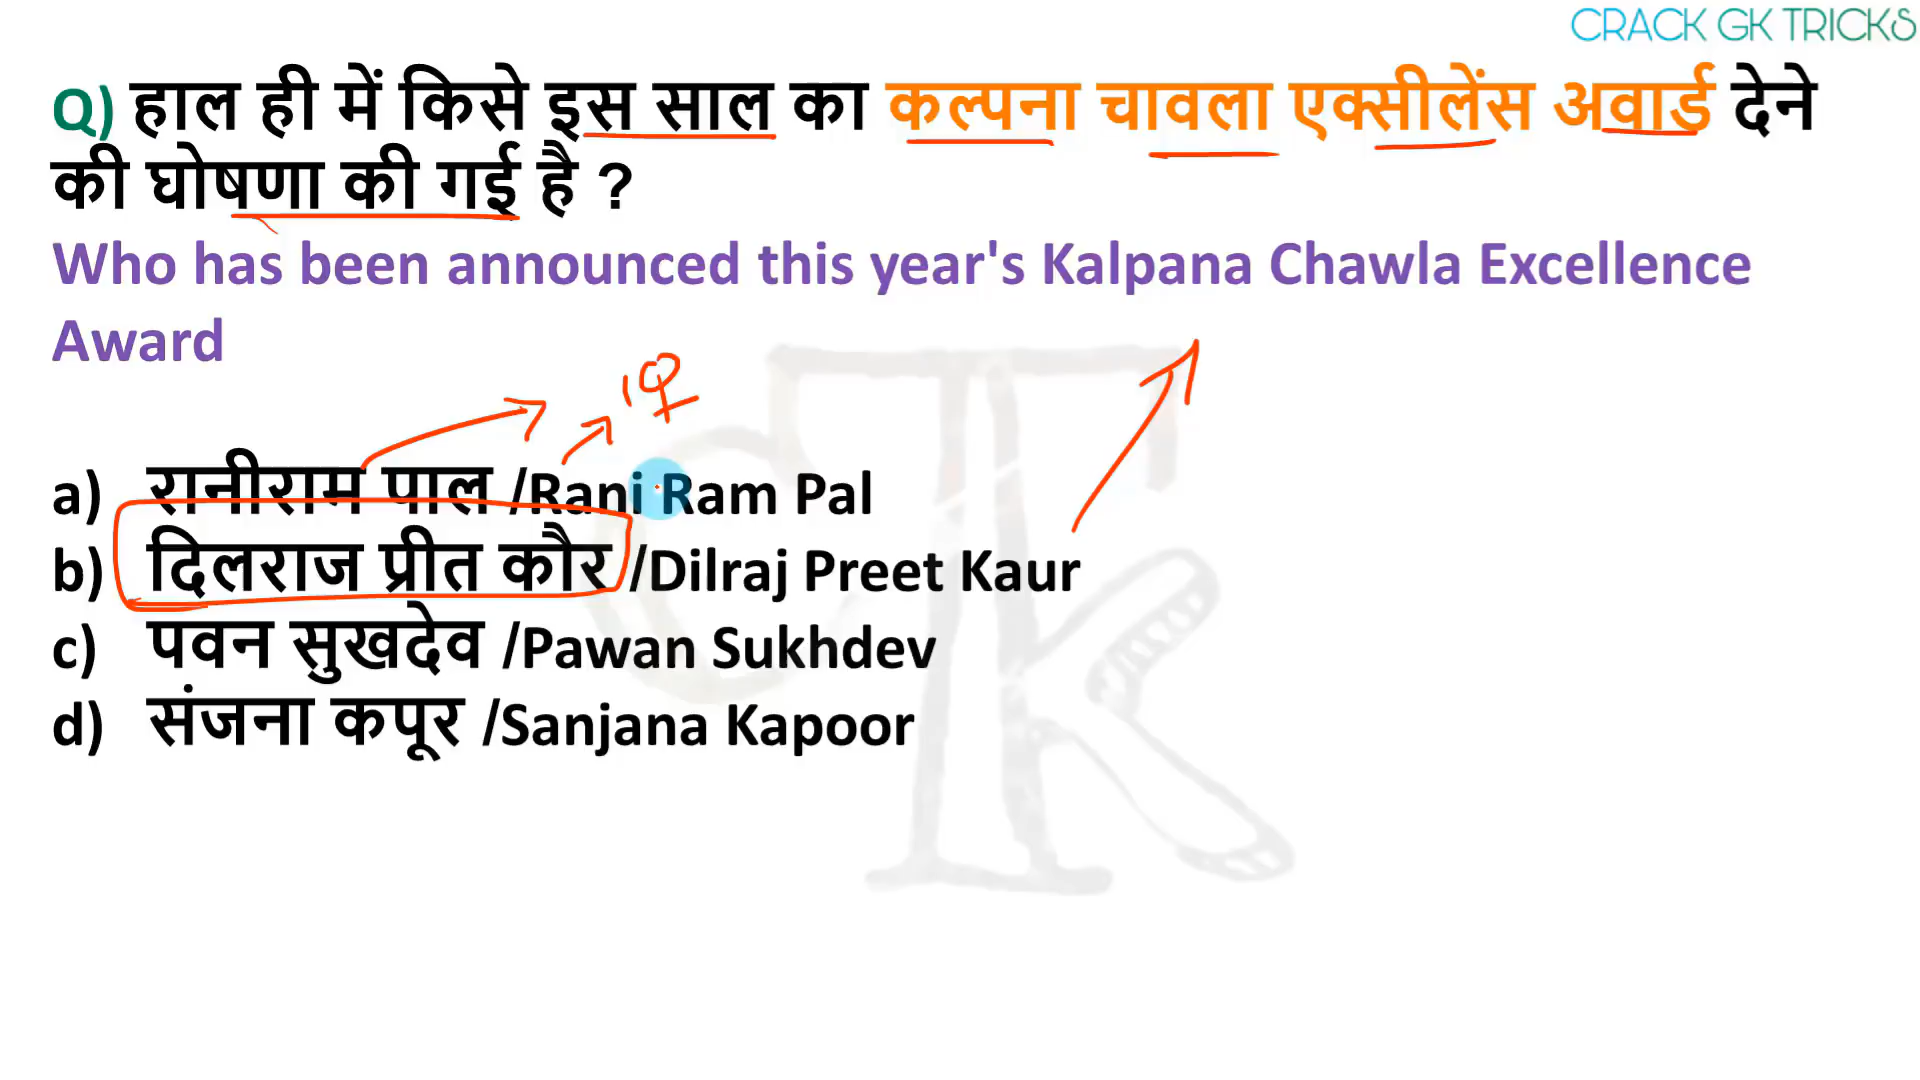 CRACK GK TRICKS
Q) हाल ही में किसे इस साल का कल्पना चावला एक्सीलेंस अवार्ड देने
की घोषणा की गई है ?
Who has been announced this year's Kalpana Chawla Excellence
Award
a) रानीराम पाल /Rani Ram Pal
b) दिलराज प्रीत कौर /Dilraj Preet Kaur
c) पवन सुखदेव /Pawan Sukhdev
d) संजना कपूर /Sanjana Kapoor